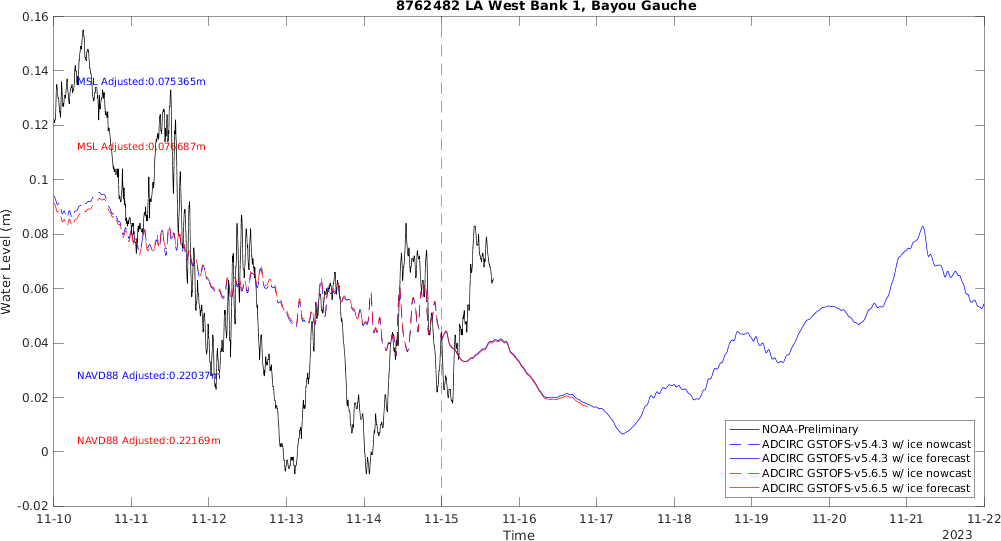 8762482 LA West Bank 1, Bayou Gauche
0.16
0.14
0.12
0.1
0.08
0.06
0.04
0.02
0
-0.02
Water Level (m)
MSL Adjusted:0.075365m
MSL Adjusted:0.076687m
NAVD88 Adjusted:0.22037m
NAVD88 Adjusted:0.22169m
NOAA-Preliminary
ADCIRC GSTOFS-v5.4.3 w/ ice nowcast
ADCIRC GSTOFS-v5.4.3 w/ ice forecast
ADCIRC GSTOFS-v5.6.5 w/ ice nowcast
ADCIRC GSTOFS-v5.6.5 w/ ice forecast
11-10 11-11 11-12 11-13 11-14 11-15 11-16 11-17 11-18 11-19 11-20 11-21 11-22
Time
2023